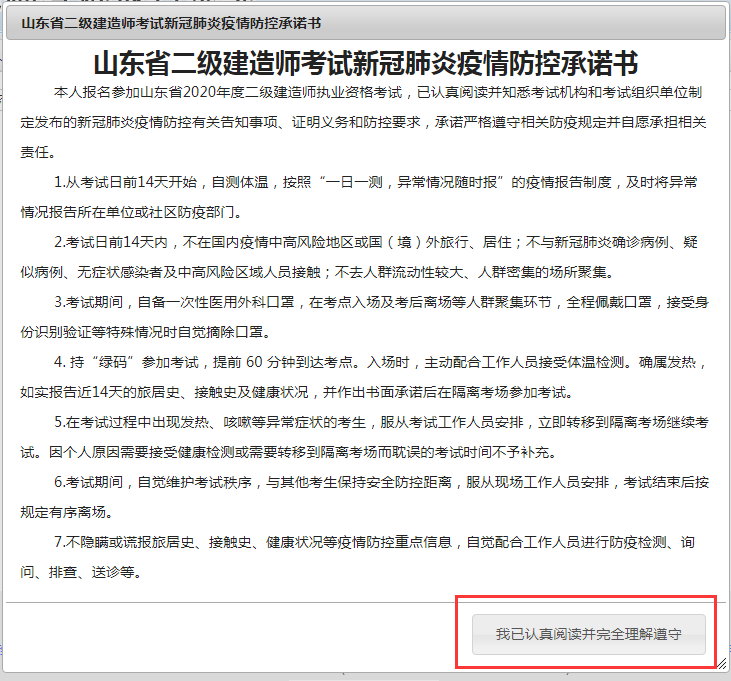 山东省二级建造师考试新冠肺炎疫情防控承诺书
山东省二级建造师考试新冠肺炎疫情防控承诺书
本人报名参加山东省2020年度二级建造师执业资格考试，已认真阅读并知悉考试机构和考试组织单位制
定发布的新冠肺炎疫情防控有关告知事项、证明义务和防控要求，承诺严格遵守相关防疫规定并自愿承担相关
责任。
1.从考试日前14天开始，自测体温，按照“一日一测，异常情况随时报”的疫情报告制度，及时将异常
情况报告所在单位或社区防疫部门。
2.考试日前14天内，不在国内疫情中高风险地区或国（境）外旅行、居住；不与新冠肺炎确诊病例、疑
似病例、无症状感染者及中高风险区域人员接触；不去人群流动性较大、人群密集的场所聚集。
3.考试期间，自备一次性医用外科口罩，在考点入场及考后离场等人群聚集环节，全程佩戴口罩，接受身
份识别验证等特殊情况时自觉摘除口罩。
4. 持“绿码”参加考试，提前 60 分钟到达考点。入场时，主动配合工作人员接受体温检测。确属发热，
如实报告近14天的旅居史、接触史及健康状况，并作出书面承诺后在隔离考场参加考试。
5.在考试过程中出现发热、咳嗽等异常症状的考生，服从考试工作人员安排，立即转移到隔离考场继续考
试。因个人原因需要接受健康检测或需要转移到隔离考场而耽误的考试时间不予补充。
6.考试期间，自觉维护考试秩序，与其他考生保持安全防控距离，服从现场工作人员安排，考试结束后按
规定有序离场。
7.不隐瞒或谎报旅居史、接触史、健康状况等疫情防控重点信息，自觉配合工作人员进行防疫检测、询
问、排查、送诊等。
我已认真阅读并完全理解遵守